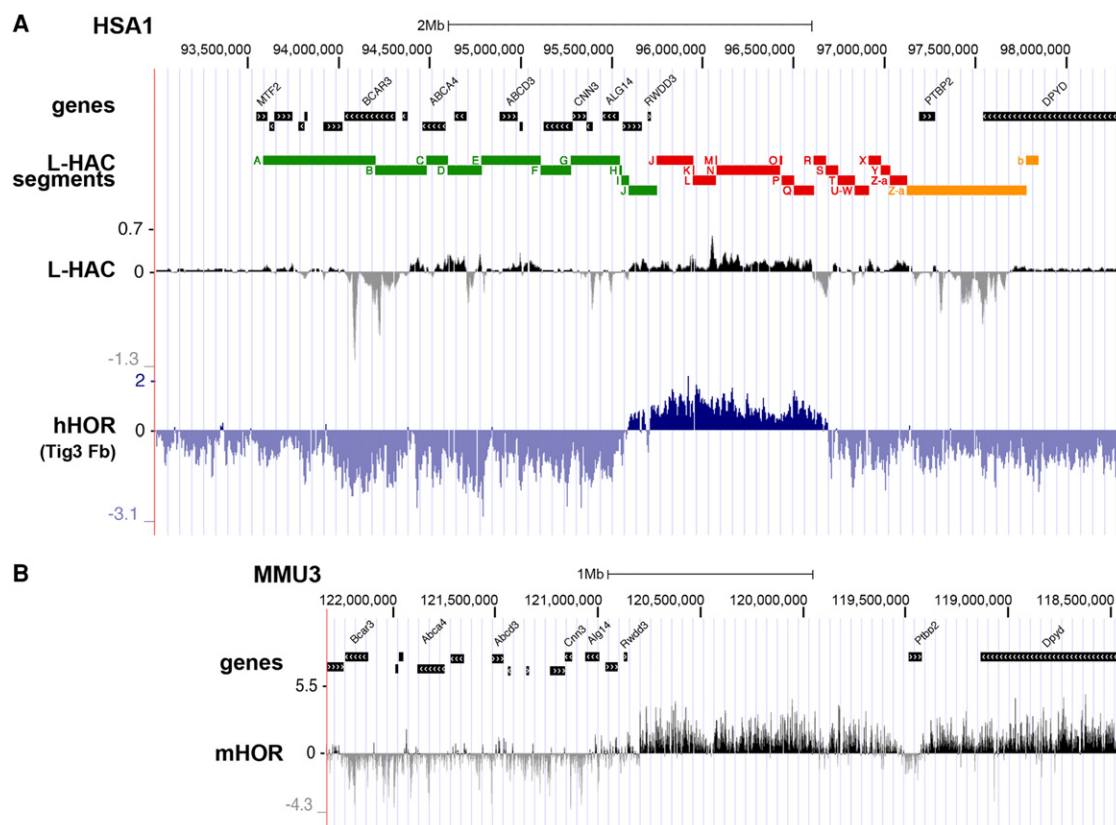 A HSA1 2Mb
93,500,000 94,000,000 94,500,000 95,000,000 95,500,000 96,000,000 96,500,000 97,000,000 97,500,000 98,000,000
genes MTF2 BCAR3 ABCA4 ABCD3 CNN3 ALG14 RWDD3 PTBP2 DPYD
L-HAC segments
A C E G J M O R X b
B D F H K N S Y
I L P T Z-a
J Q U-W Z-a
0.7
L-HAC 0
-1.3
2
hHOR 0
(Tig3 Fb)
-3.1
B MMU3 1Mb
122,000,000 121,500,000 121,000,000 120,500,000 120,000,000 119,500,000 119,000,000 118,500,000
genes Bcar3 Abca4 Abcd3 Cnn3 Alg14 Rwdd3 Ptbp2 Dpyd
5.5
mHOR 0
-4.3